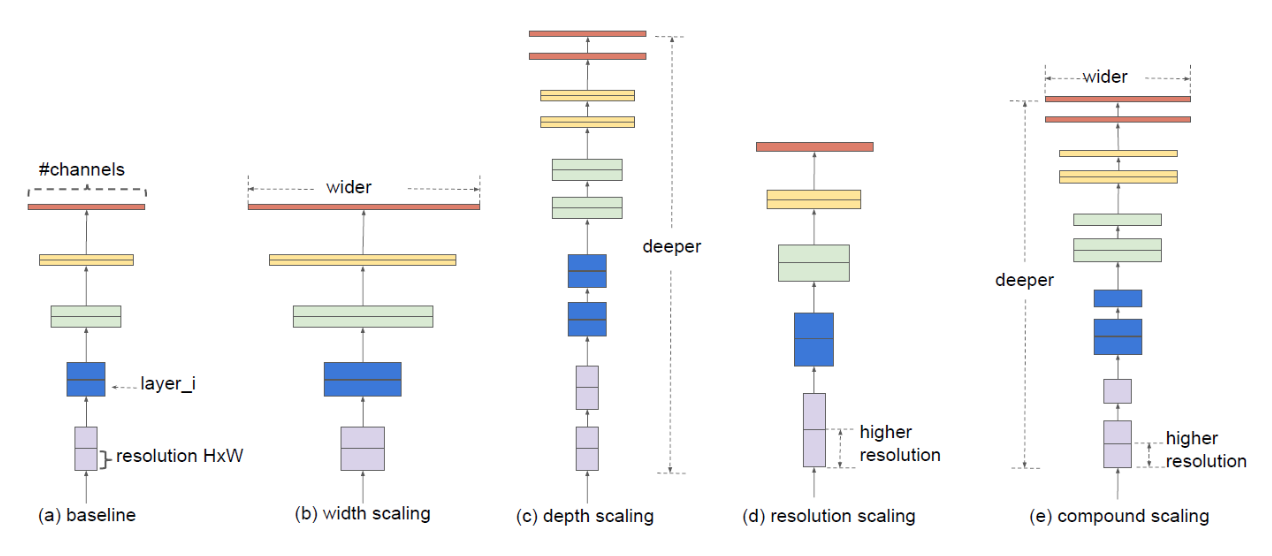 #channels
layer_i
resolution HxW
(a) baseline
wider
(b) width scaling
deeper
(c) depth scaling
higher
resolution
(d) resolution scaling
wider
deeper
higher
resolution
(e) compound scaling